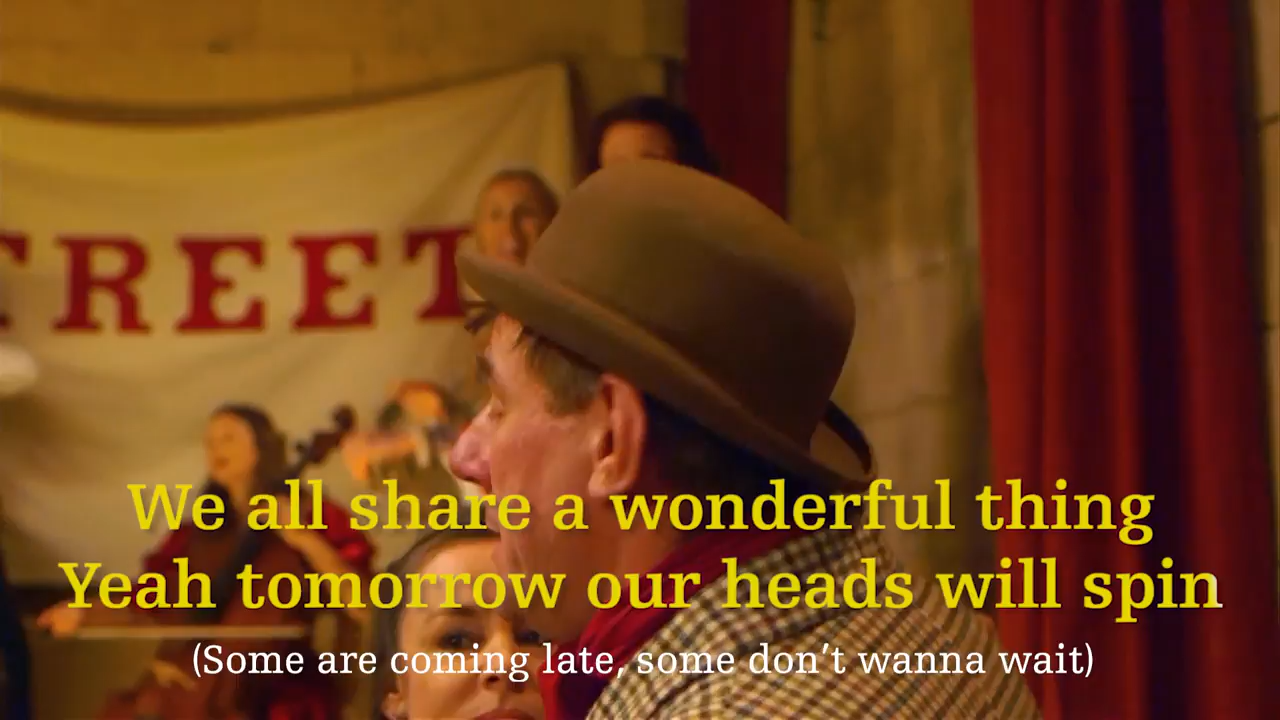 TREET
We all share a wonderful thing
Yeah tomorrow our heads will spin
(Some are coming late, some don't wanna wait)